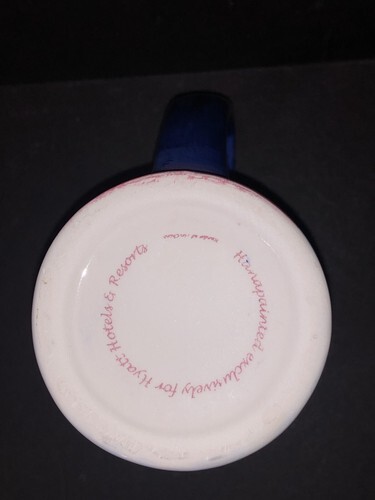 Handpainted exclusively for Hyatt Hotels & Resorts